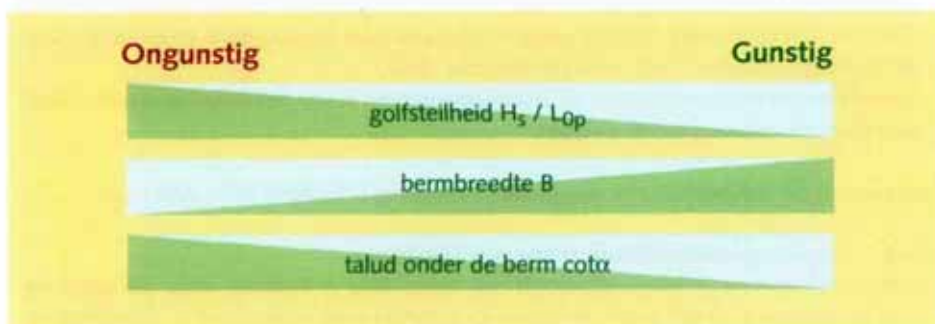 Ongunstig Gunstig
golfsteilheid Hs / L0p
bermbreedte B
talud onder de berm cotα